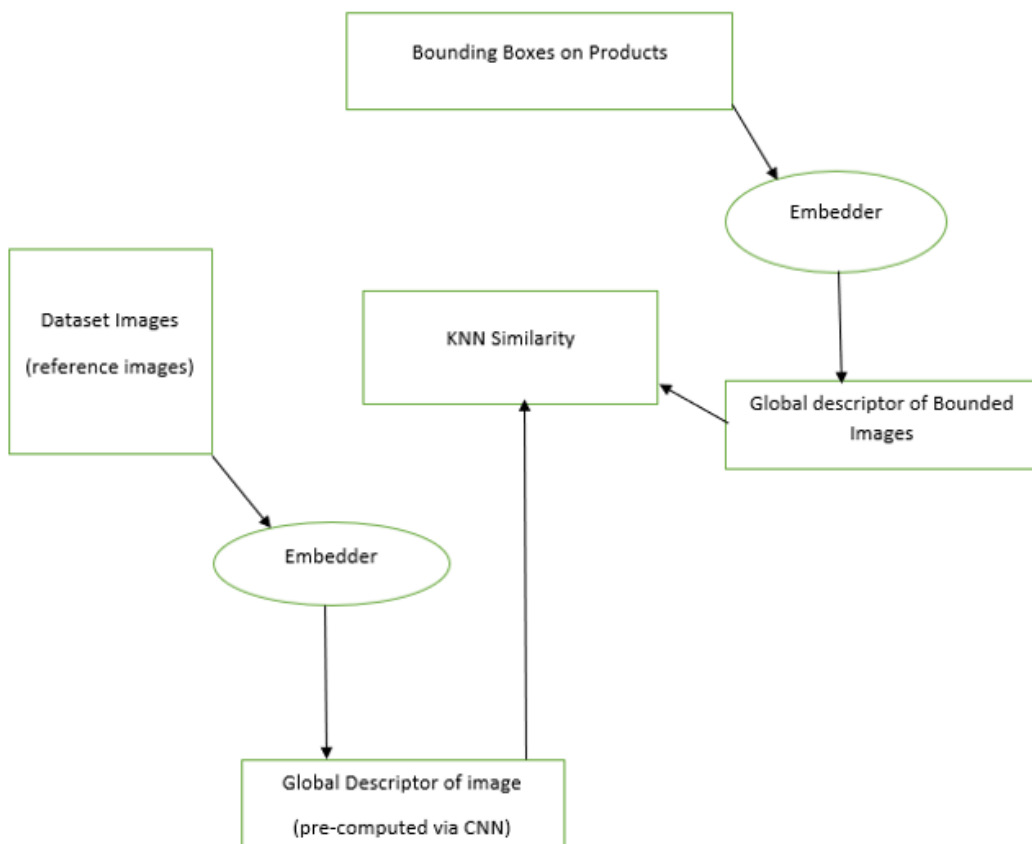 Bounding Boxes on Products
Embedder
Dataset Images
(reference images)
KNN Similarity
Global descriptor of Bounded
Images
Embedder
Global Descriptor of image
(pre-computed via CNN)